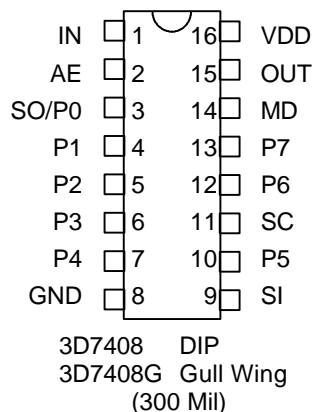 IN 1 16 VDD
AE 2 15 OUT
SO/P0 3 14 MD
P1 4 13 P7
P2 5 12 P6
P3 6 11 SC
P4 7 10 P5
GND 8 9 SI
3D7408 DIP
3D7408G Gull Wing
(300 Mil)